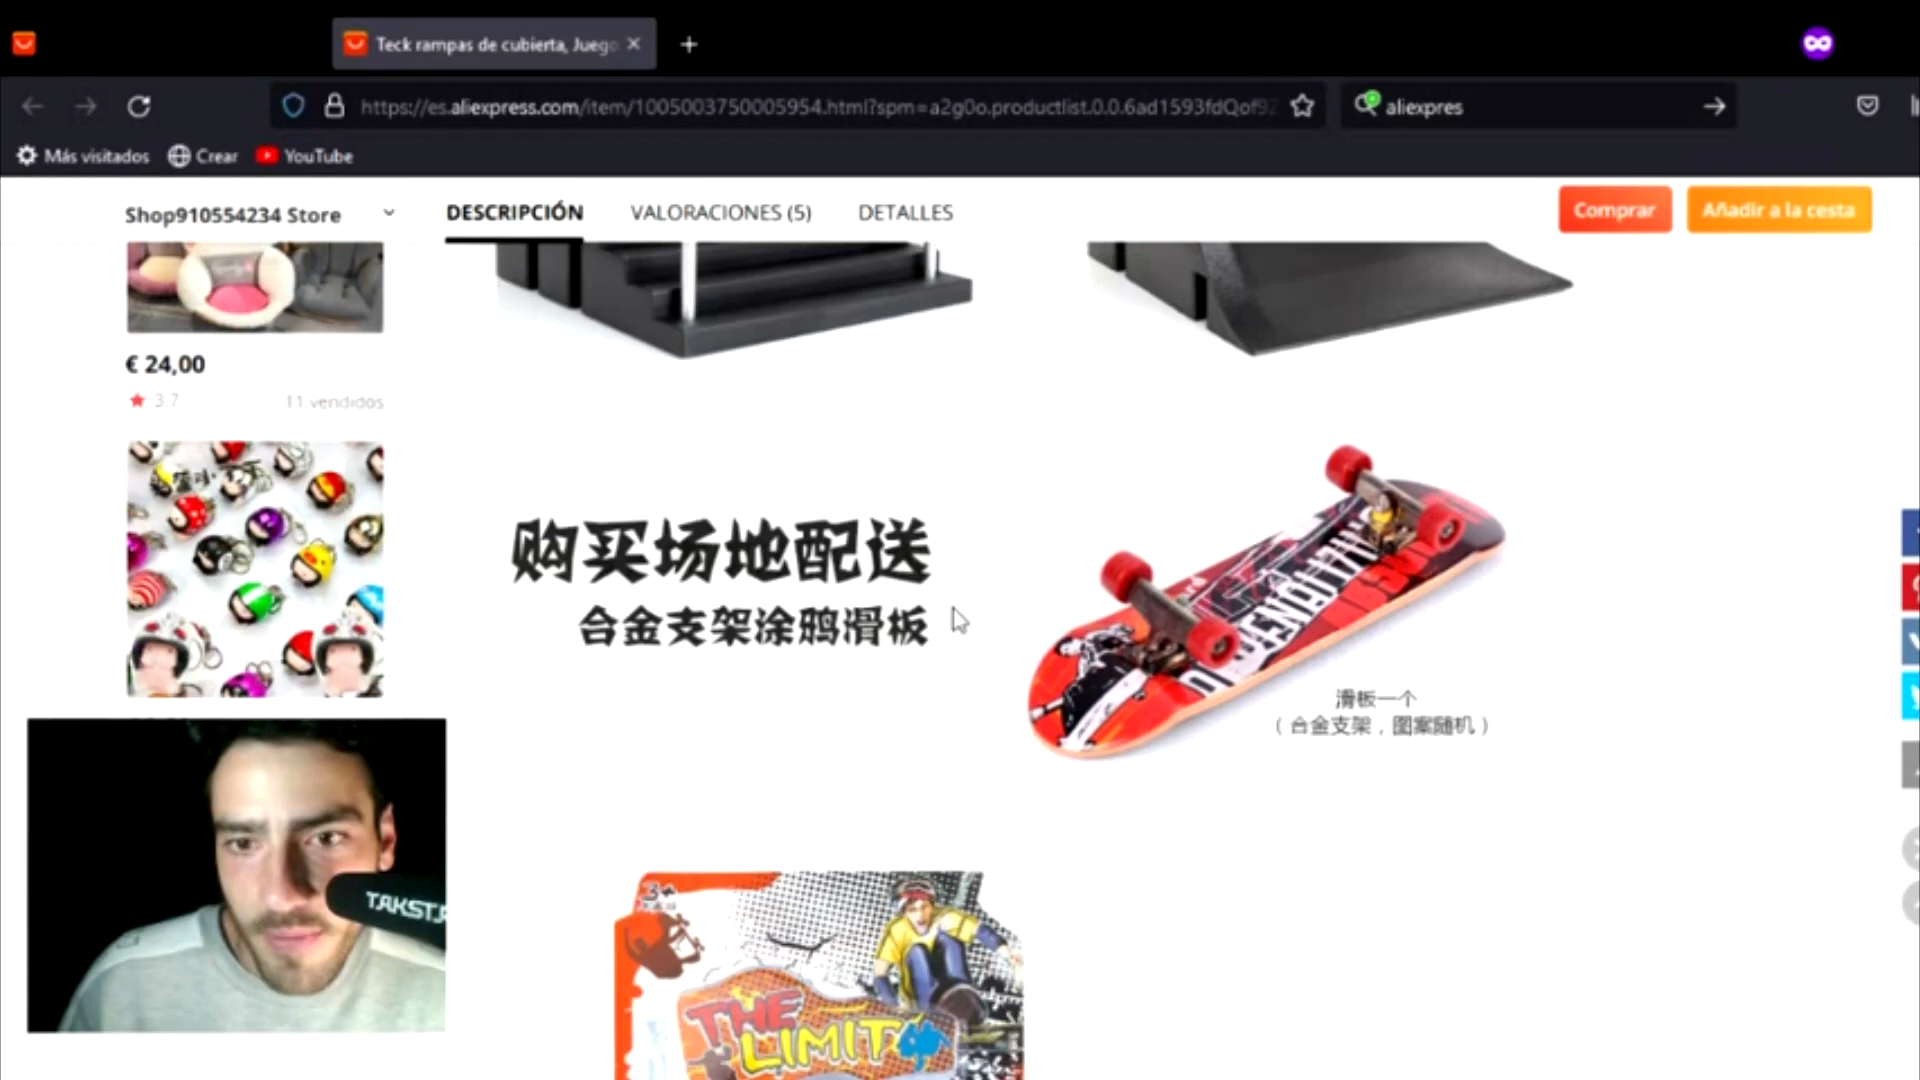 Teck rampas de cubierta, Juego
https://es.aliexpress.com/item/1005003750005954.html?spm=a2g0o.productlist.0.0.6ad1593fdQof92
aliexpres
Más visitados
Crear
YouTube
Shop910554234 Store
DESCRIPCIÓN
VALORACIONES (5)
DETALLES
Comprar
Añadir a la cesta
€ 24,00
3.7
11 vendidos
购买场地配送
合金支架涂鸦滑板
滑板一个
（ 合金支架，图案随机 ）
TAKST
3+
THE
LIMIT